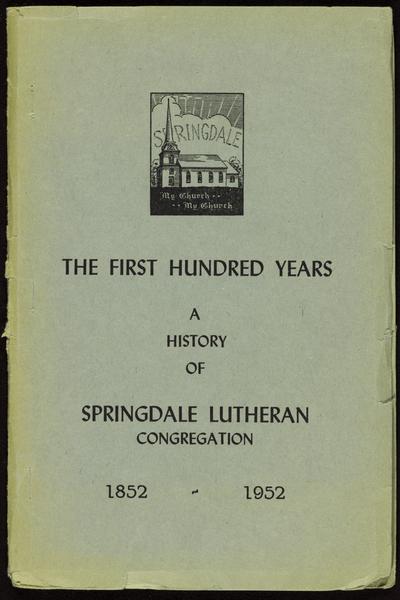 SPRINGDALE
My Church - -
- - My Church
THE FIRST HUNDRED YEARS
A
HISTORY
OF
SPRINGDALE LUTHERAN
CONGREGATION
1852 - 1952